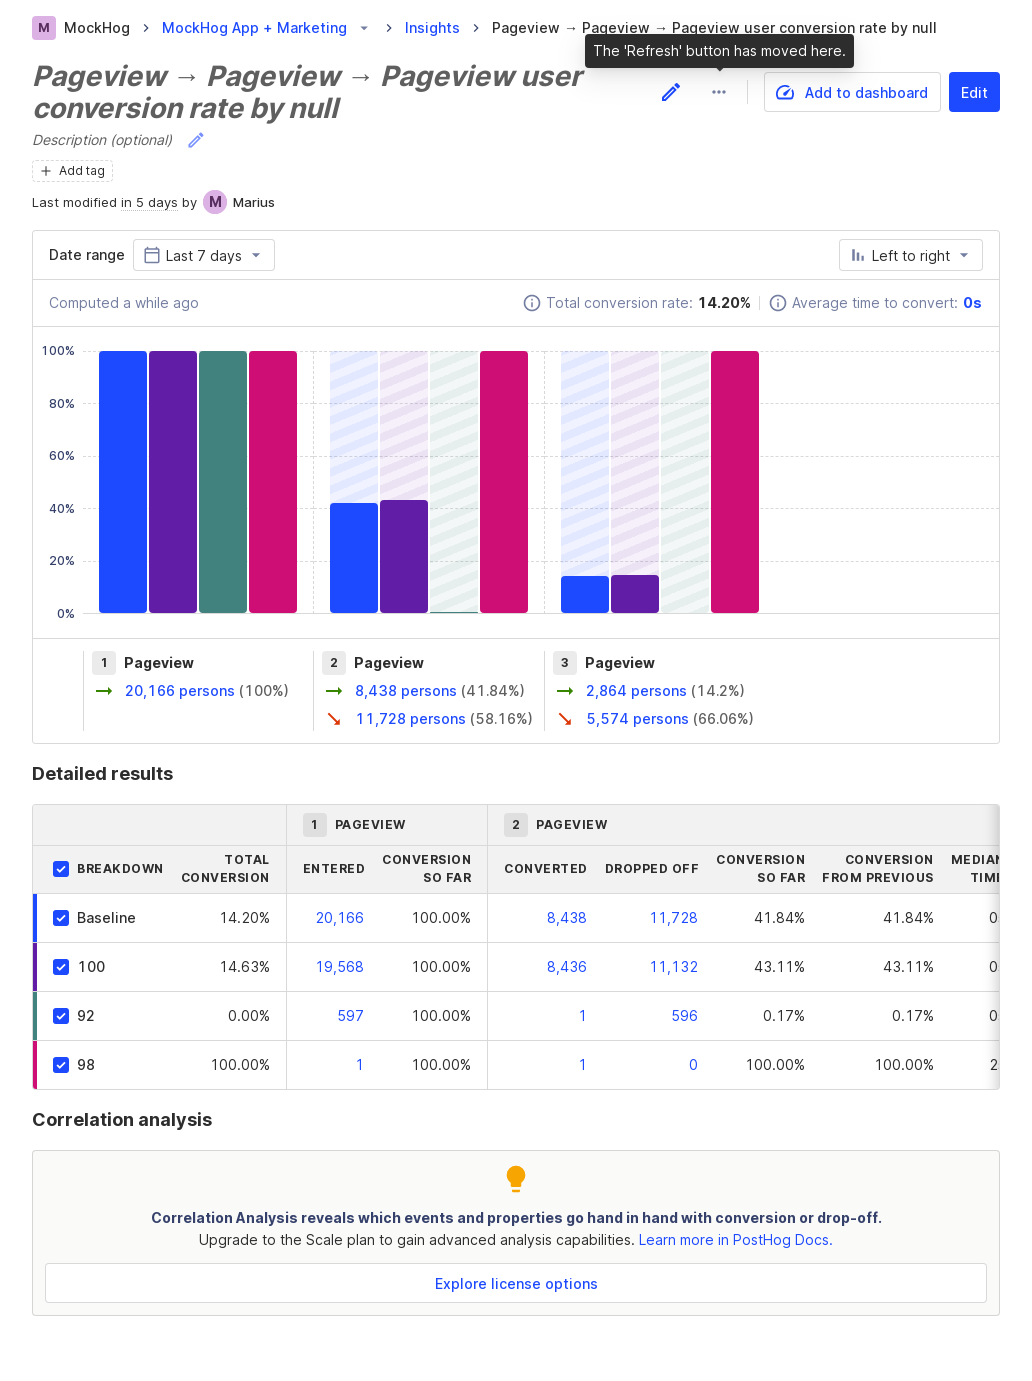 M MockHog MockHog App + Marketing Insights Pageview → Pageview → Pageview user conversion rate by null
The 'Refresh' button has moved here.
Pageview → Pageview → Pageview user
conversion rate by null
Add to dashboard Edit
Description (optional)
Add tag
Last modified in 5 days by M Marius
Date range Last 7 days Left to right
Computed a while ago Total conversion rate: 14.20% Average time to convert: 0s
100%
80%
60%
40%
20%
0%
1 Pageview 2 Pageview 3 Pageview
20,166 persons (100%) 8,438 persons (41.84%) 2,864 persons (14.2%)
11,728 persons (58.16%) 5,574 persons (66.06%)
Detailed results
1 PAGEVIEW 2 PAGEVIEW
BREAKDOWN TOTAL CONVERSION ENTERED CONVERSION SO FAR CONVERTED DROPPED OFF CONVERSION SO FAR CONVERSION FROM PREVIOUS MEDIAN TIME
Baseline 14.20% 20,166 100.00% 8,438 11,728 41.84% 41.84% 0
100 14.63% 19,568 100.00% 8,436 11,132 43.11% 43.11% 0
92 0.00% 597 100.00% 1 596 0.17% 0.17% 0
98 100.00% 1 100.00% 1 0 100.00% 100.00% 2
Correlation analysis
Correlation Analysis reveals which events and properties go hand in hand with conversion or drop-off.
Upgrade to the Scale plan to gain advanced analysis capabilities. Learn more in PostHog Docs.
Explore license options